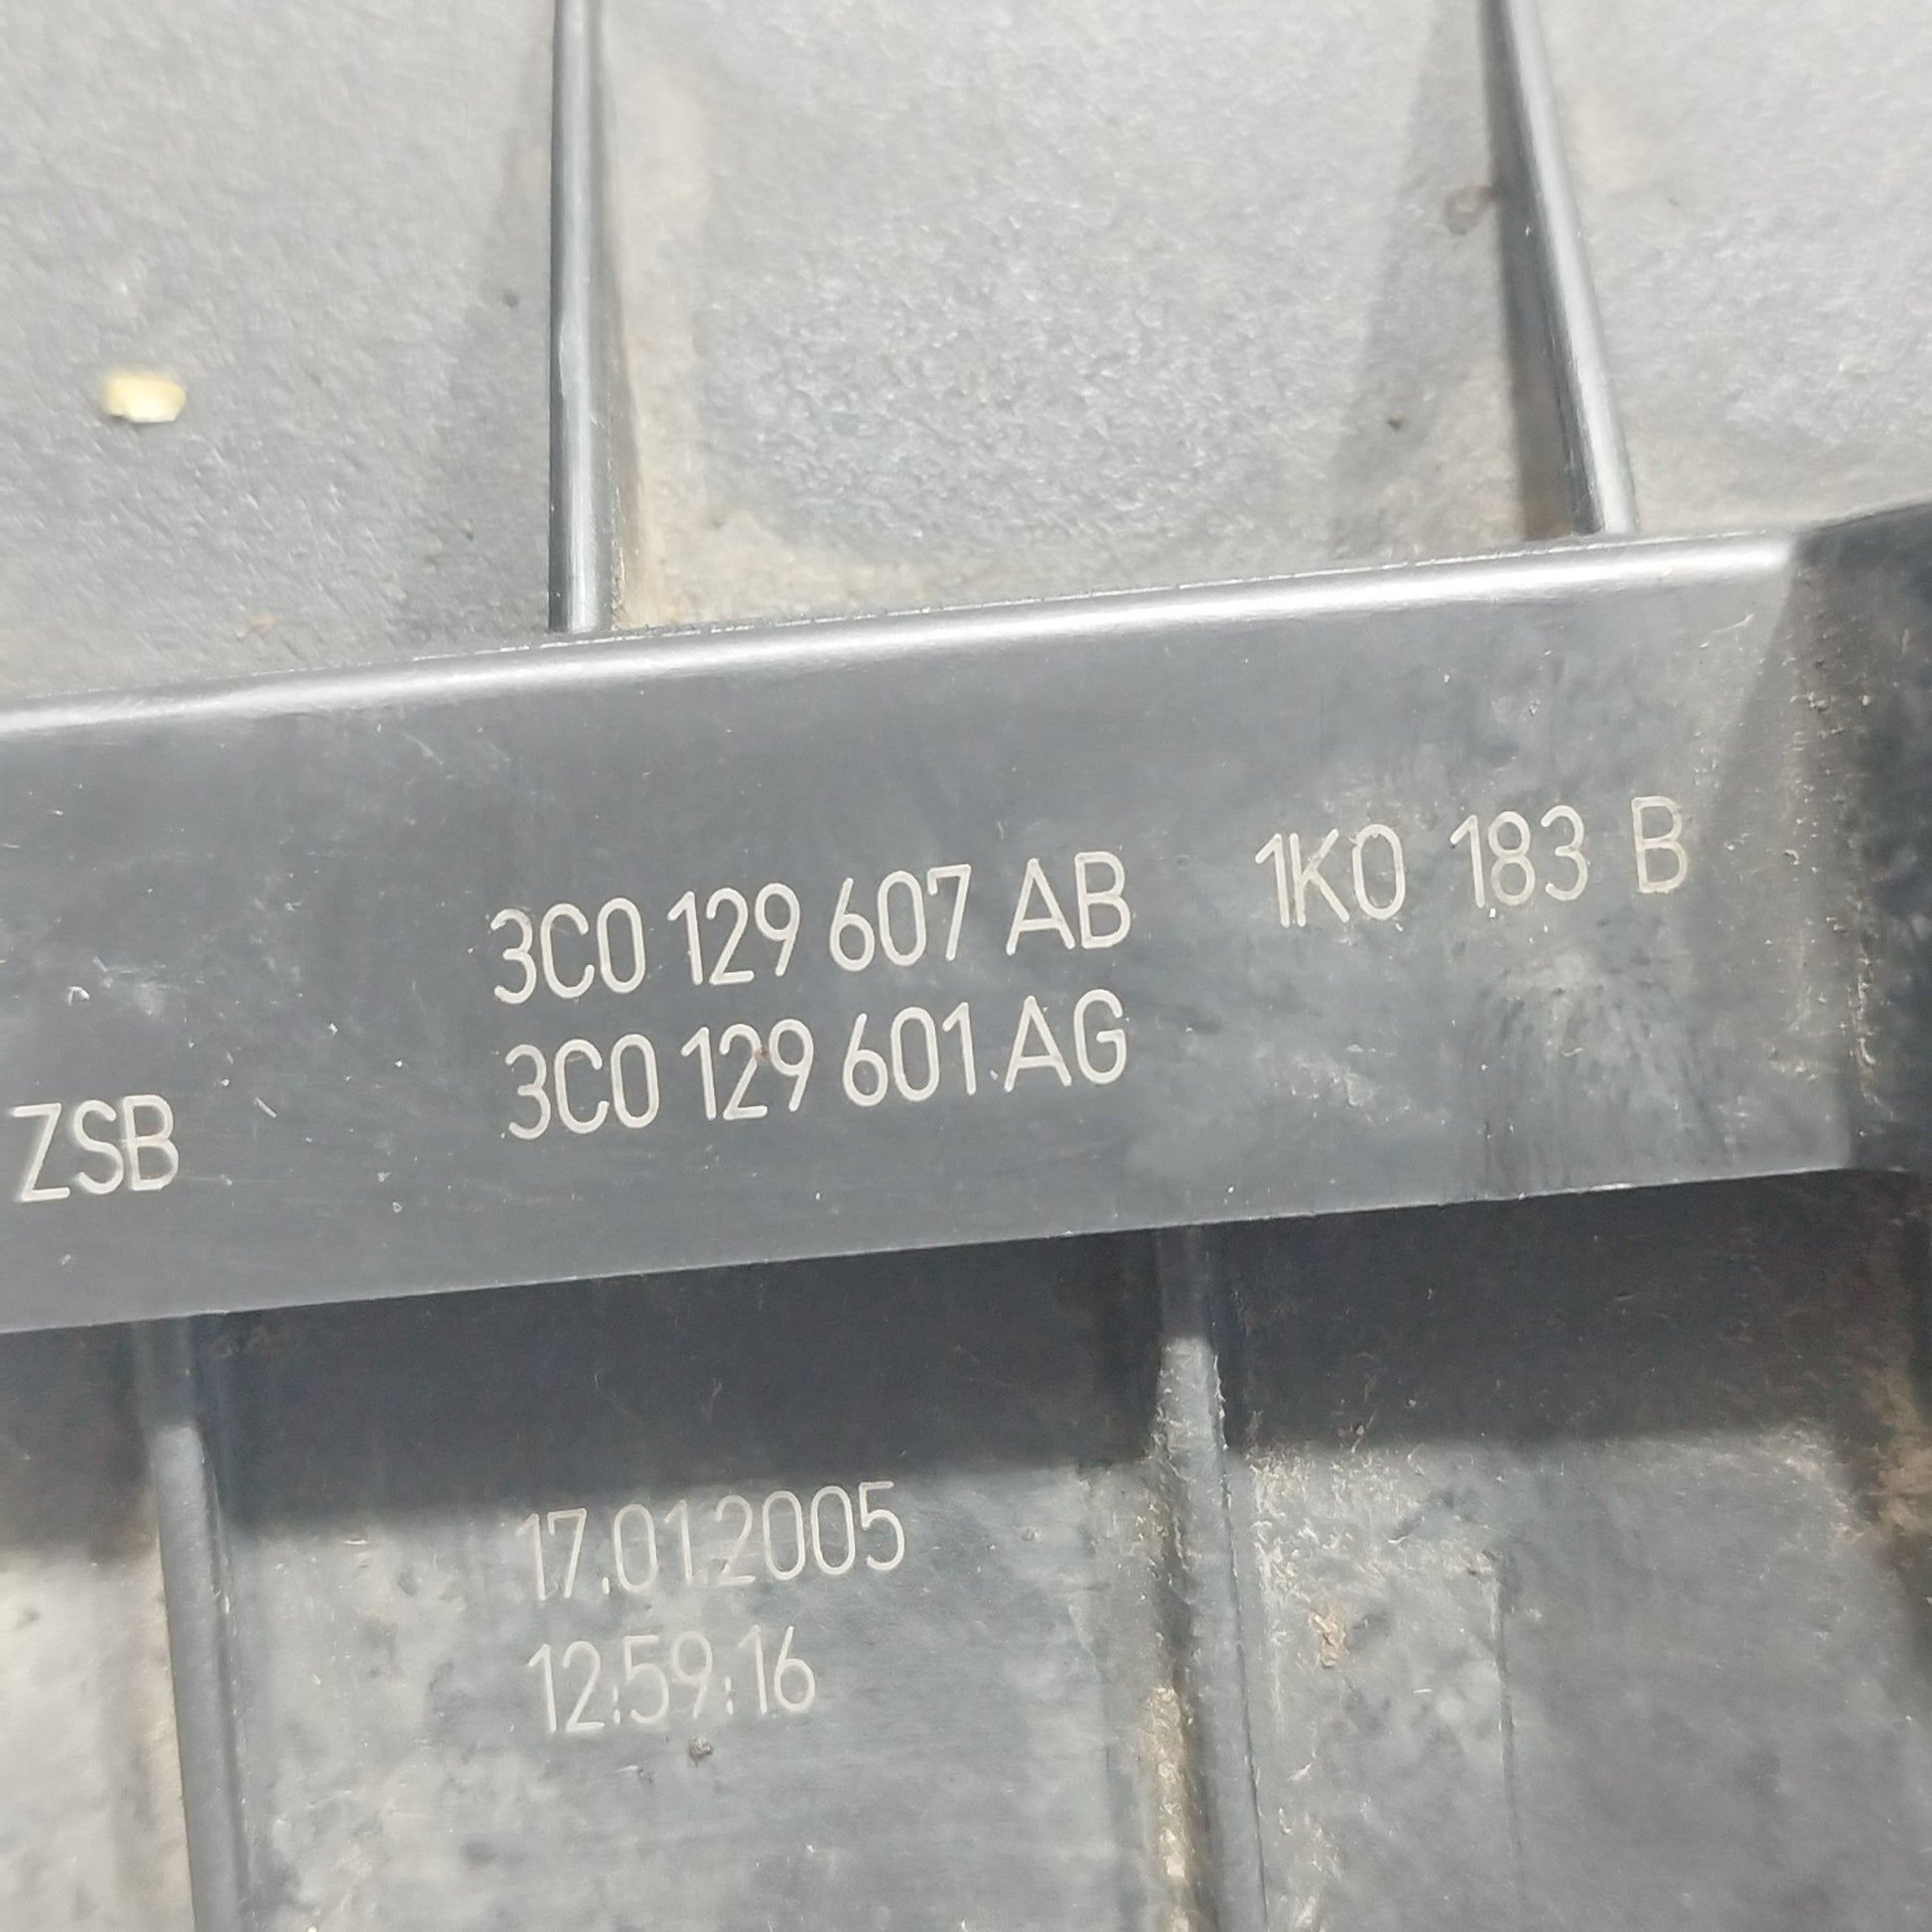 3C0 129 607 AB 1K0 183 B
ZSB 3C0 129 601 AG
17.01.2005
12:59:16